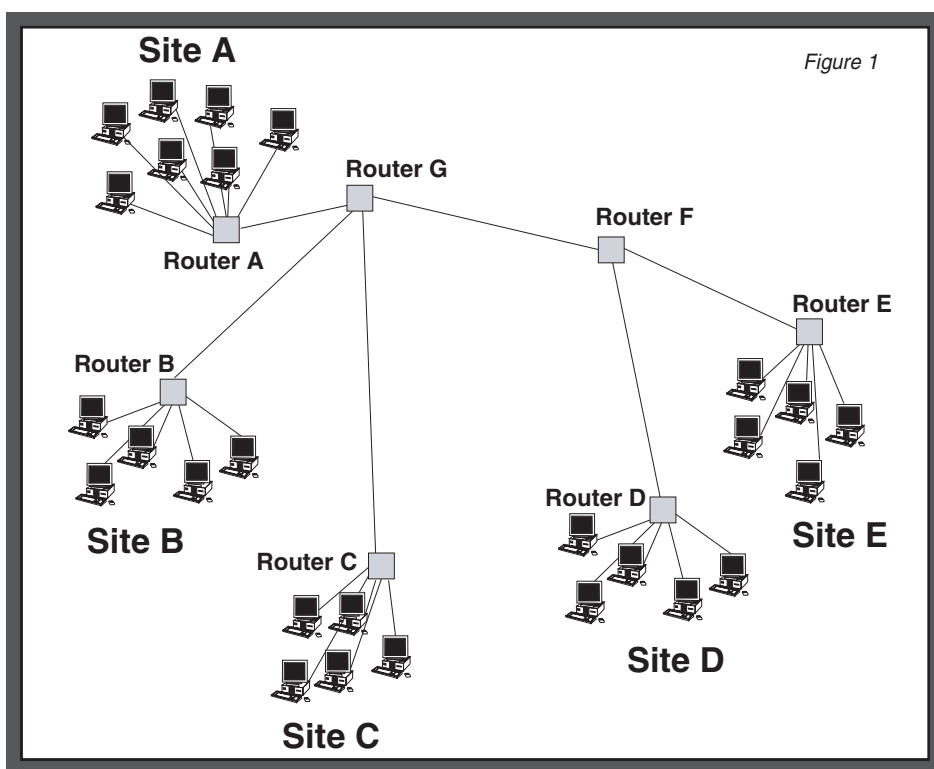 Site A
Figure 1
Router G
Router F
Router A
Router E
Router B
Router D
Site B
Site E
Router C
Site D
Site C